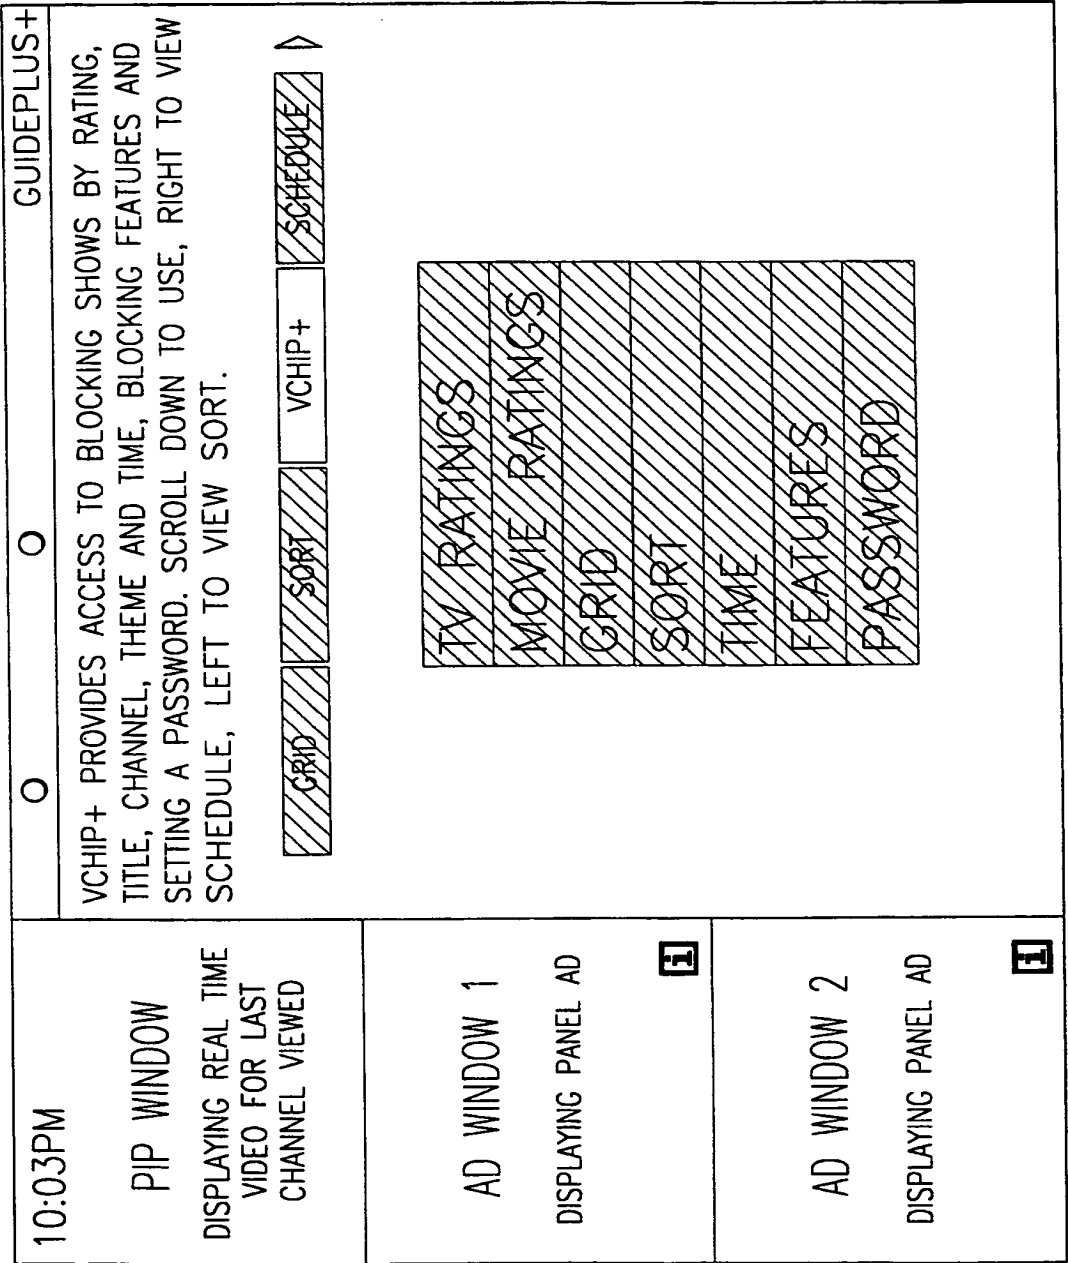 10:03PM
GUIDEPLUS+
PIP WINDOW
DISPLAYING REAL TIME
VIDEO FOR LAST
CHANNEL VIEWED
AD WINDOW 1
DISPLAYING PANEL AD
i
AD WINDOW 2
DISPLAYING PANEL AD
i
VCHIP+ PROVIDES ACCESS TO BLOCKING SHOWS BY RATING,
TITLE, CHANNEL, THEME AND TIME, BLOCKING FEATURES AND
SETTING A PASSWORD. SCROLL DOWN TO USE, RIGHT TO VIEW
SCHEDULE, LEFT TO VIEW SORT.
GRID SORT VCHIP+ SCHEDULE
TV RATINGS
MOVIE RATINGS
GRID
SORT
TIME
FEATURES
PASSWORD